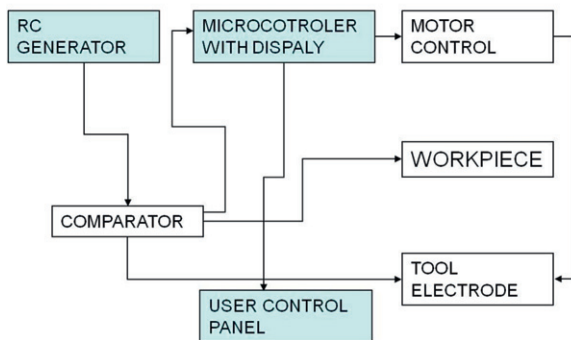 RC
GENERATOR
MICROCOTROLER
WITH DISPALY
MOTOR
CONTROL
WORKPIECE
COMPARATOR
TOOL
ELECTRODE
USER CONTROL
PANEL